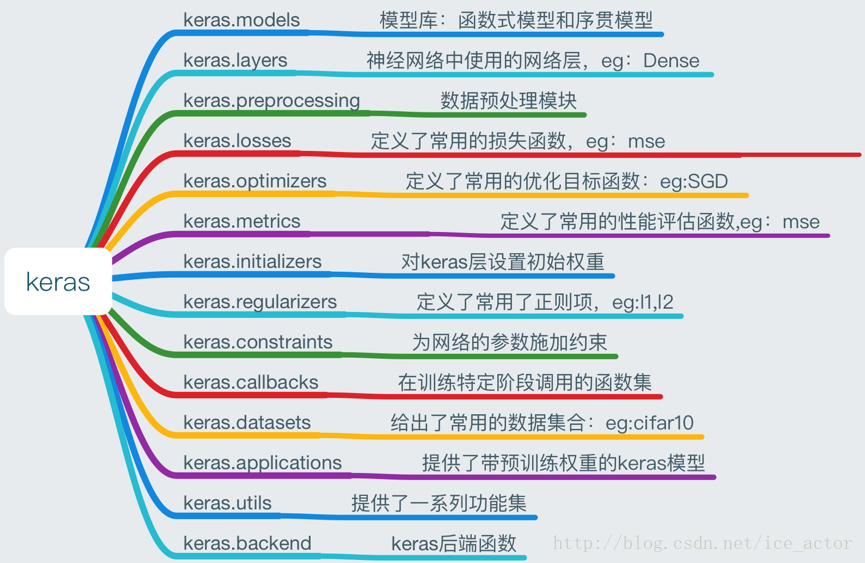 keras.models 模型库：函数式模型和序贯模型
keras.layers 神经网络中使用的网络层，eg：Dense
keras.preprocessing 数据预处理模块
keras.losses 定义了常用的损失函数，eg：mse
keras.optimizers 定义了常用的优化目标函数：eg:SGD
keras.metrics 定义了常用的性能评估函数,eg：mse
keras.initializers 对keras层设置初始权重
keras
keras.regularizers 定义了常用了正则项，eg:l1,l2
keras.constraints 为网络的参数施加约束
keras.callbacks 在训练特定阶段调用的函数集
keras.datasets 给出了常用的数据集合：eg:cifar10
keras.applications 提供了带预训练权重的keras模型
keras.utils 提供了一系列功能集
keras.backend keras后端函数
http://blog.csdn.net/ice_actor